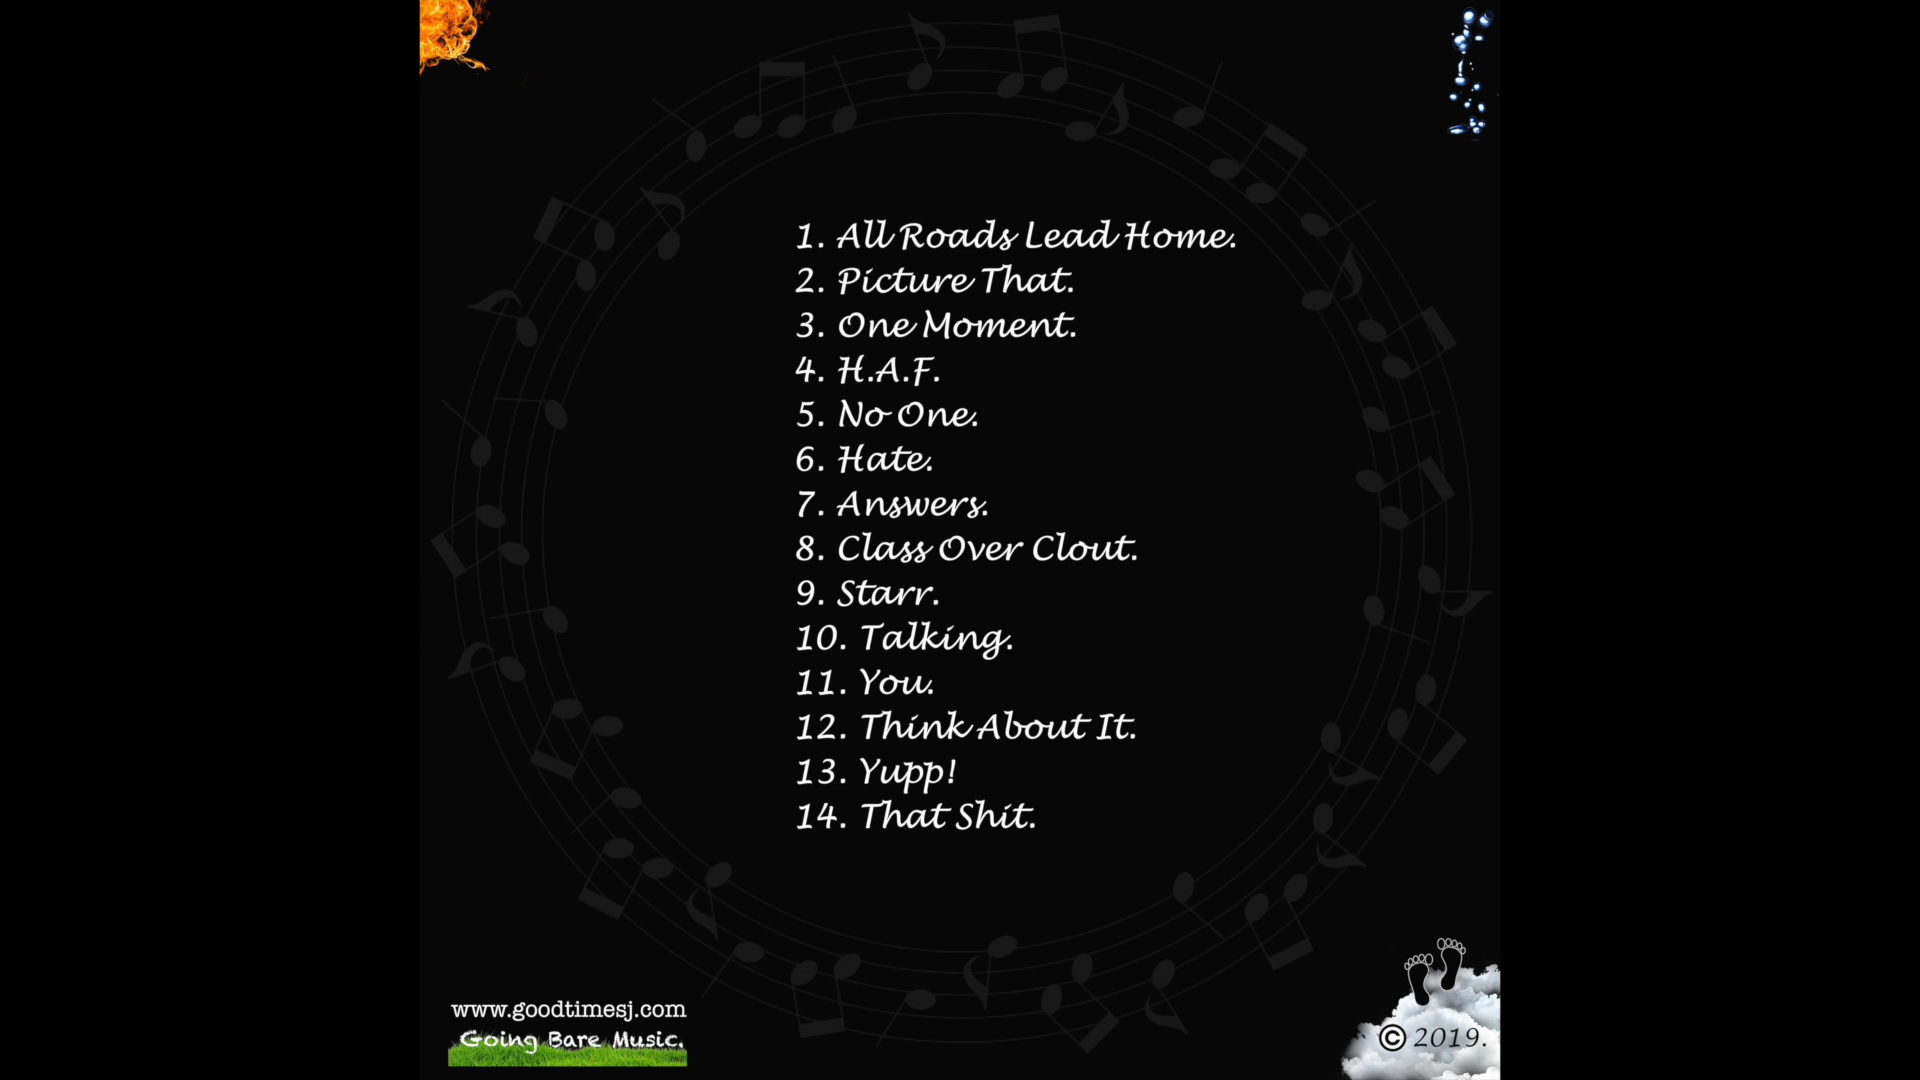 1. All Roads Lead Home.
2. Picture That.
3. One Moment.
4. H.A.F.
5. No One.
6. Hate.
7. Answers.
8. Class Over Clout.
9. Starr.
10. Talking.
11. You.
12. Think About It.
13. Yupp!
14. That Shit.
www.goodtimesj.com
Going Bare Music.
© 2019.